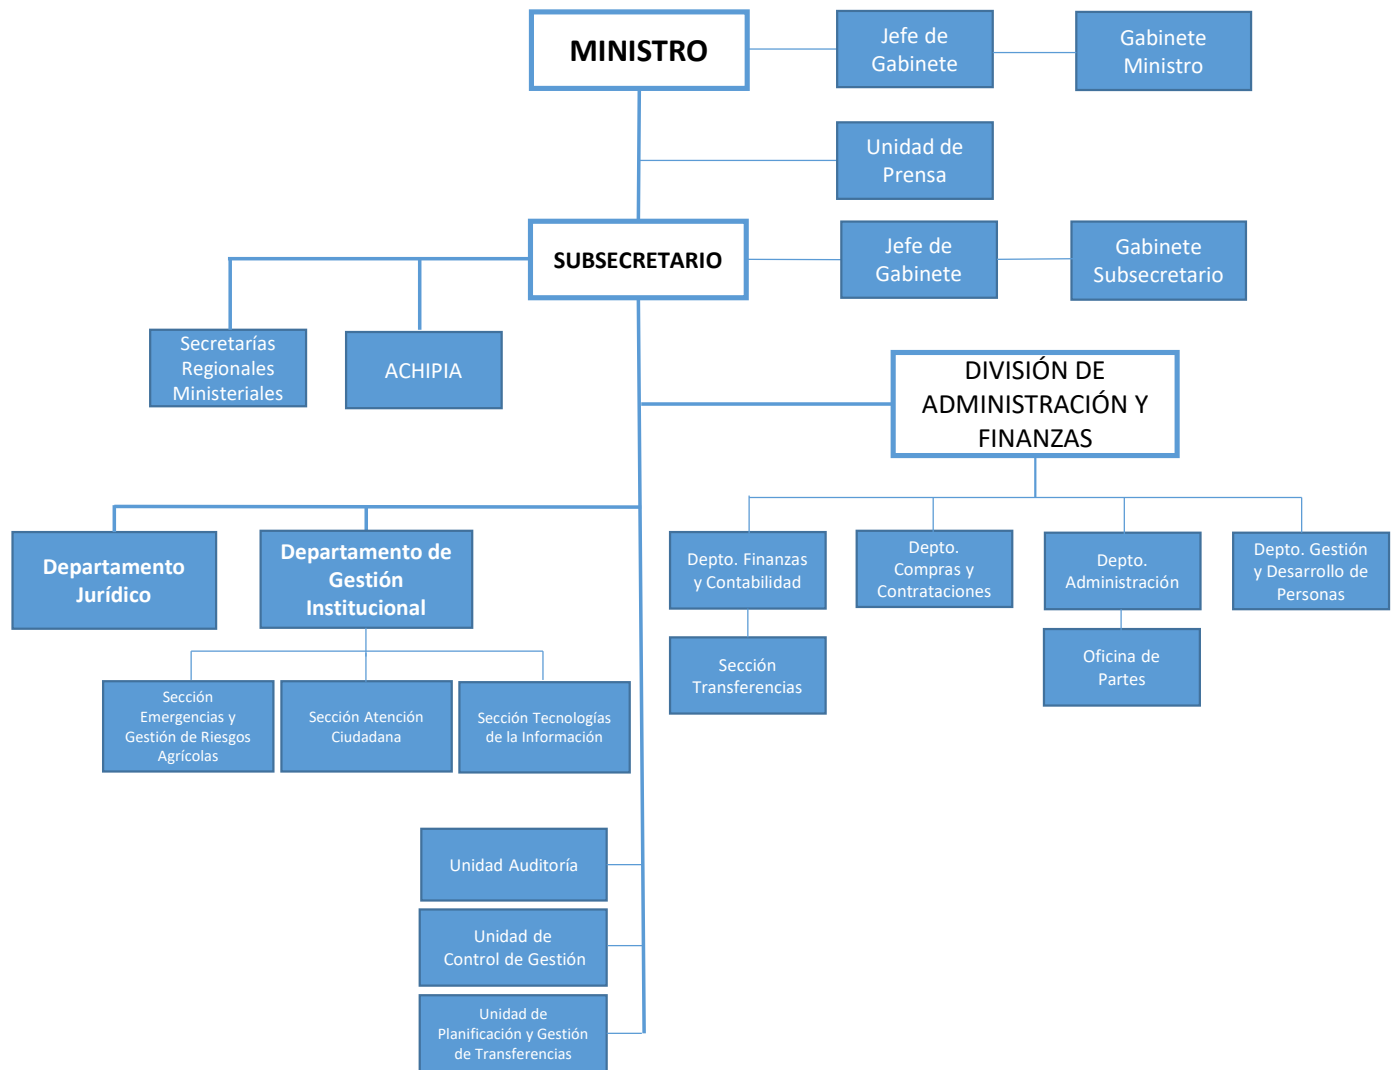 MINISTRO
Jefe de
Gabinete
Gabinete
Ministro
Unidad de
Prensa
SUBSECRETARIO
Jefe de
Gabinete
Gabinete
Subsecretario
Secretarías
Regionales
Ministeriales
ACHIPIA
DIVISIÓN DE
ADMINISTRACIÓN Y
FINANZAS
Departamento
Jurídico
Departamento de
Gestión
Institucional
Depto. Finanzas
y Contabilidad
Depto.
Compras y
Contrataciones
Depto.
Administración
Depto. Gestión
y Desarrollo de
Personas
Sección
Transferencias
Oficina de
Partes
Sección
Emergencias y
Gestión de Riesgos
Agrícolas
Sección Atención
Ciudadana
Sección Tecnologías
de la Información
Unidad Auditoría
Unidad de
Control de Gestión
Unidad de
Planificación y Gestión
de Transferencias